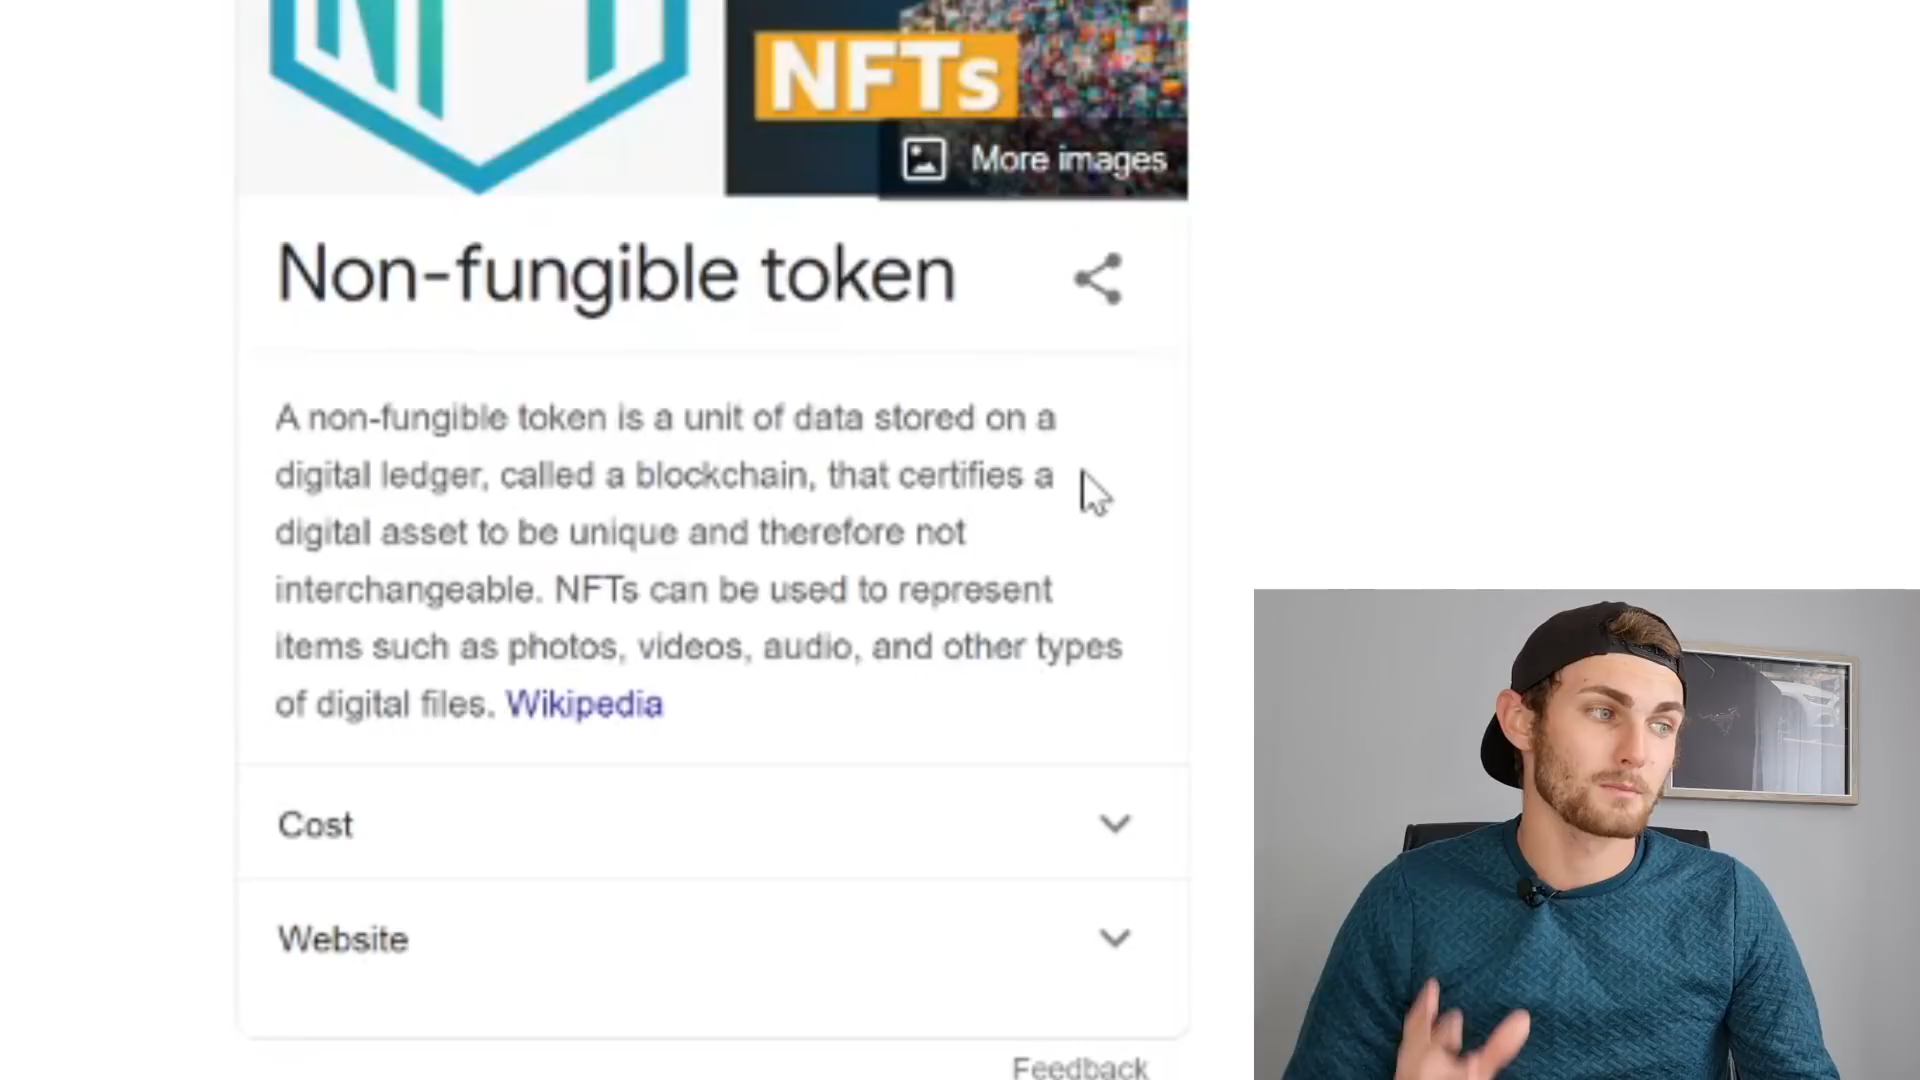 NFT
NFTs
More images
Non-fungible token
A non-fungible token is a unit of data stored on a
digital ledger, called a blockchain, that certifies a
digital asset to be unique and therefore not
interchangeable. NFTs can be used to represent
items such as photos, videos, audio, and other types
of digital files. Wikipedia
Cost
Website
Feedback